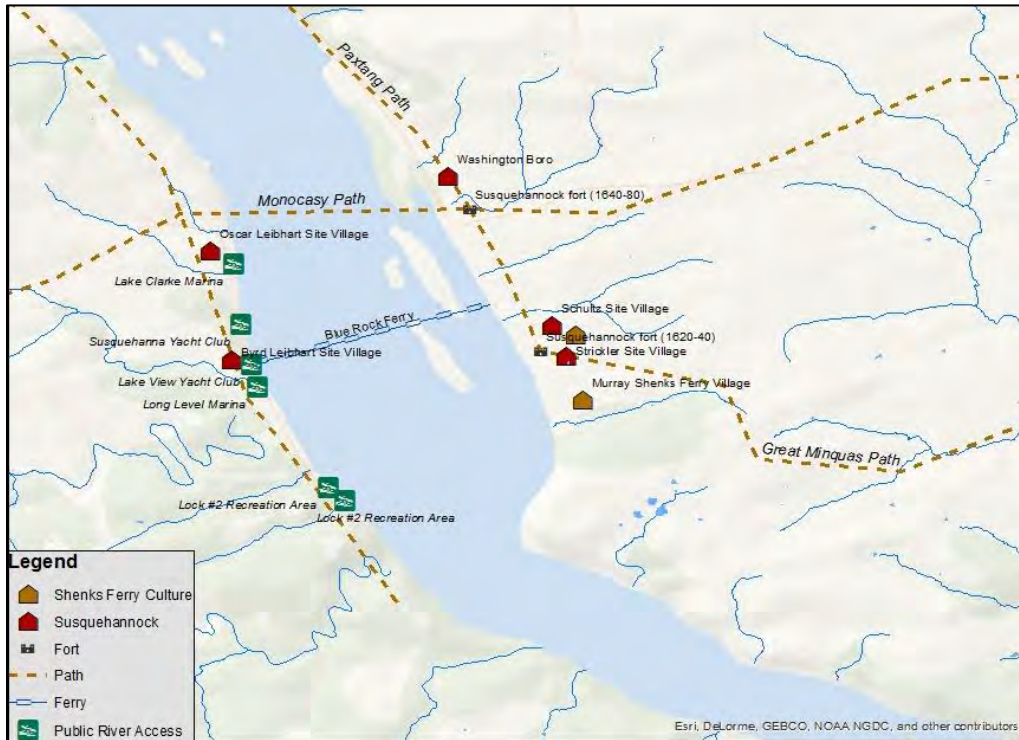 Paxtang Path
Washington Boro
Susquehannock fort (1640-80)
Monocasy Path
Oscar Leibhart Site Village
Lake Clarke Marina
Schultz Site Village
Blue Rock Ferry
Susquehannock fort (1620-40)
Susquehanna Yacht Club
Byrd Leibhart Site Village
Strickler Site Village
Lake View Yacht Club
Murray Shenks Ferry Village
Long Level Marina
Great Minquas Path
Lock #2 Recreation Area
Lock #2 Recreation Area
Legend
Shenks Ferry Culture
Susquehannock
Fort
Path
Ferry
Public River Access
Esri, DeLorme, GEBCO, NOAA NGDC, and other contributors